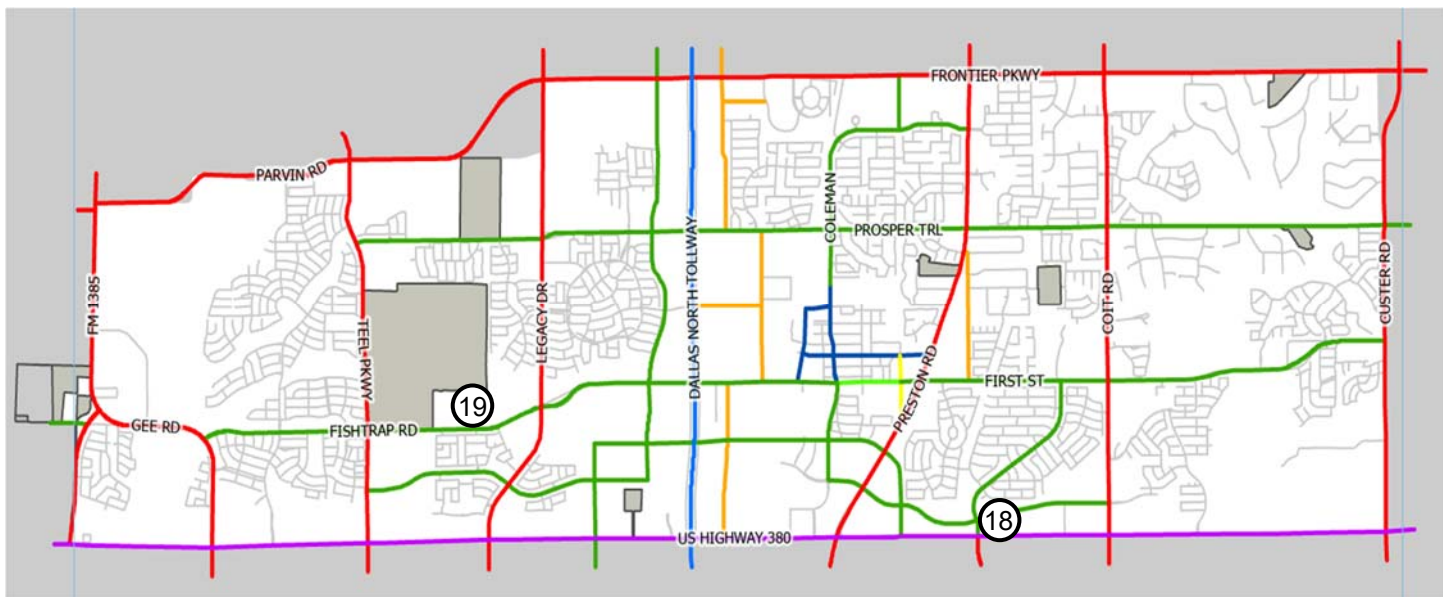 FRONTIER PKWY
PARVIN RD
COLEMAN
PROSPER TRL
DALLAS NORTH TOLLWAY
FM 1385
TEEL PKWY
LEGACY DR
COIT RD
CUSTER RD
PRESTON RD
FIRST ST
19
GEE RD
FISHTRAP RD
18
US HIGHWAY 380